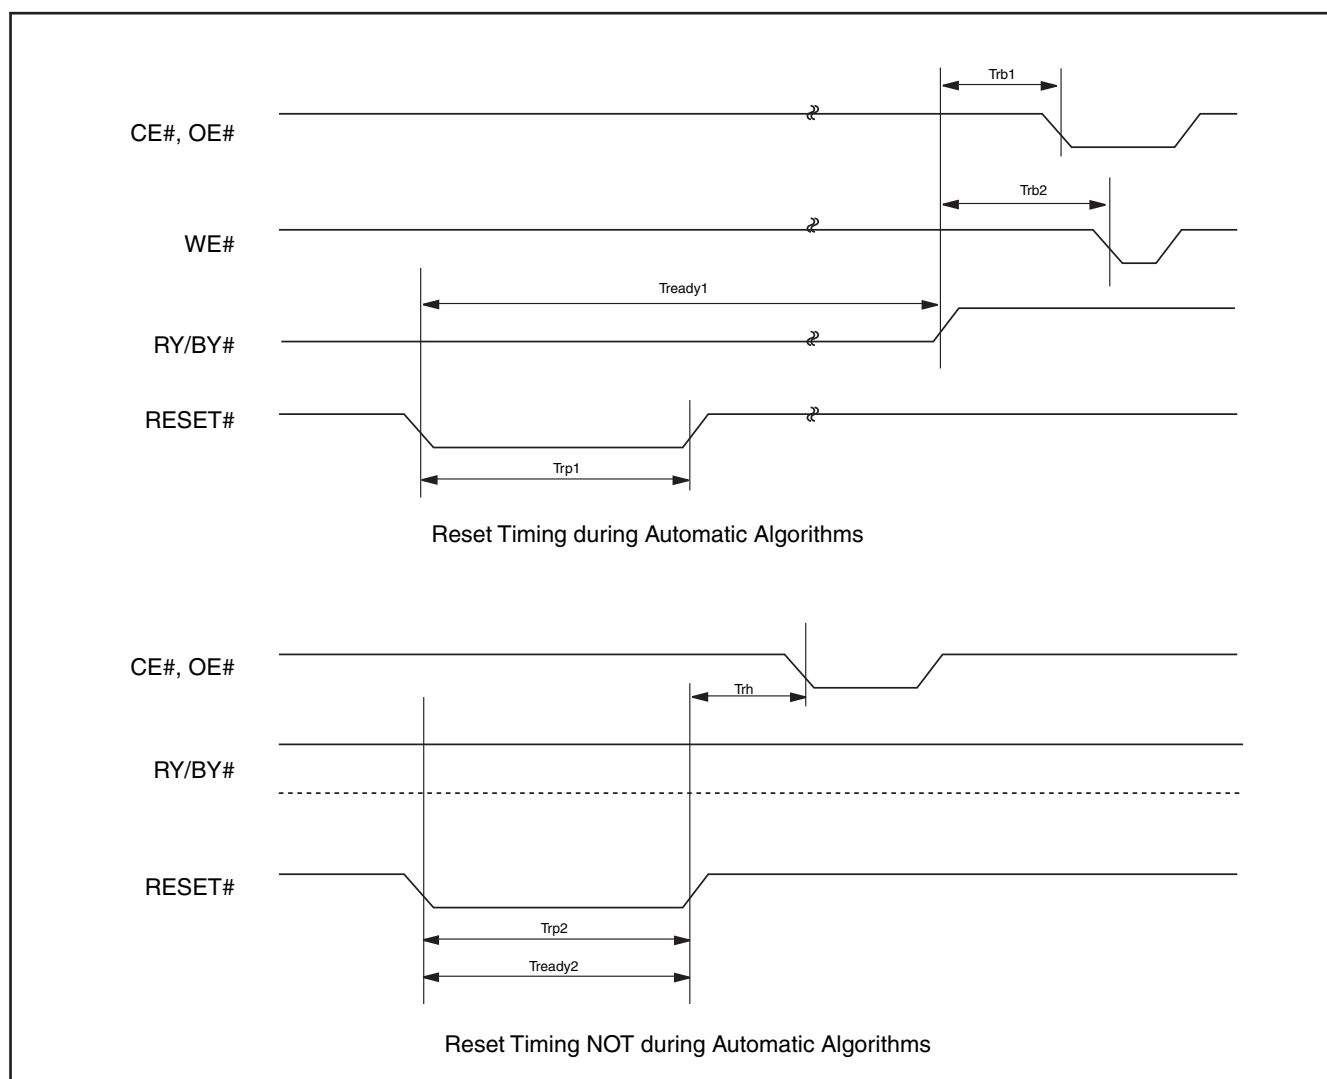 Trb1
CE#, OE#
Trb2
WE#
Tready1
RY/BY#
RESET#
Trp1
Reset Timing during Automatic Algorithms
CE#, OE#
Trh
RY/BY#
RESET#
Trp2
Tready2
Reset Timing NOT during Automatic Algorithms